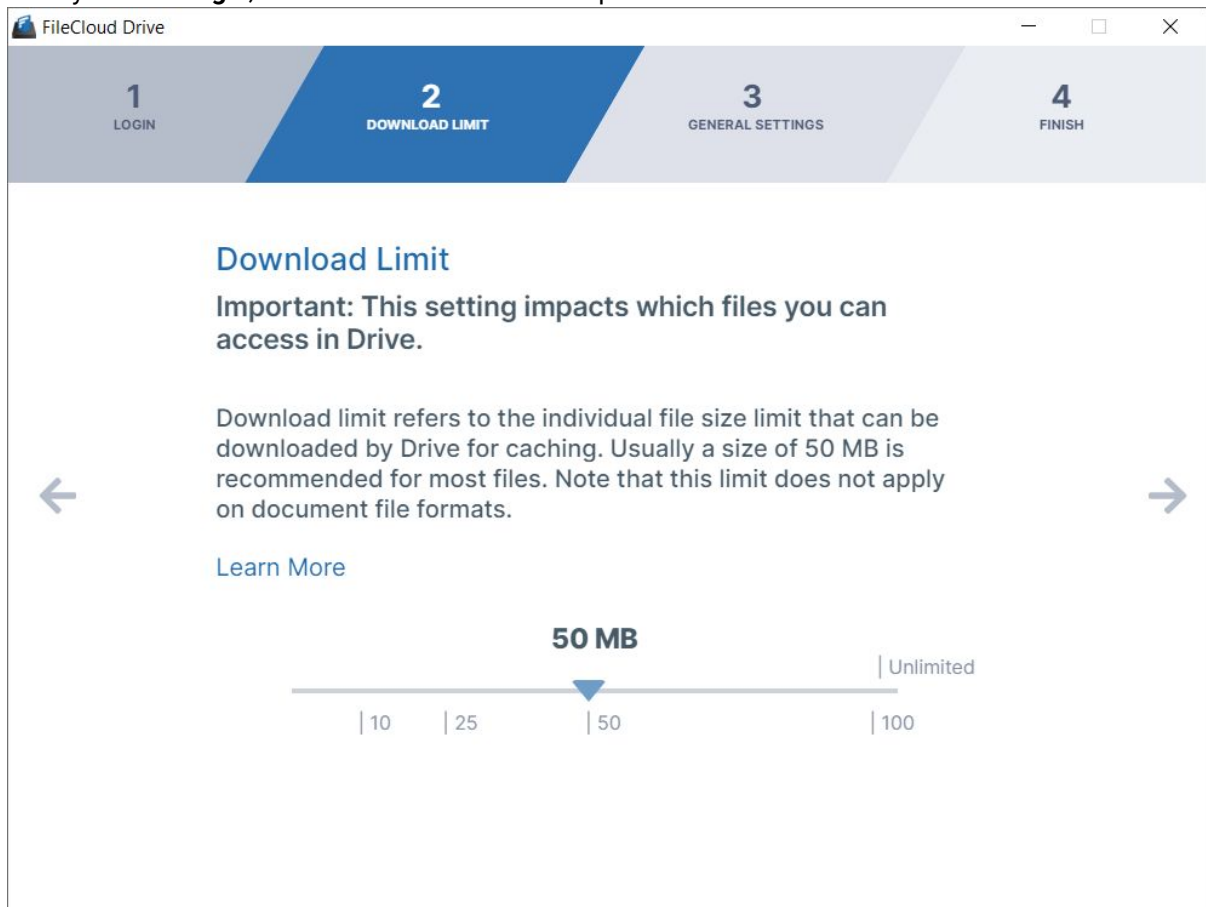 FileCloud Drive
1
LOGIN
2
DOWNLOAD LIMIT
3
GENERAL SETTINGS
4
FINISH
Download Limit
Important: This setting impacts which files you can
access in Drive.
Download limit refers to the individual file size limit that can be
downloaded by Drive for caching. Usually a size of 50 MB is
recommended for most files. Note that this limit does not apply
on document file formats.
Learn More
50 MB
| Unlimited
| 10 | 25 | 50 | 100